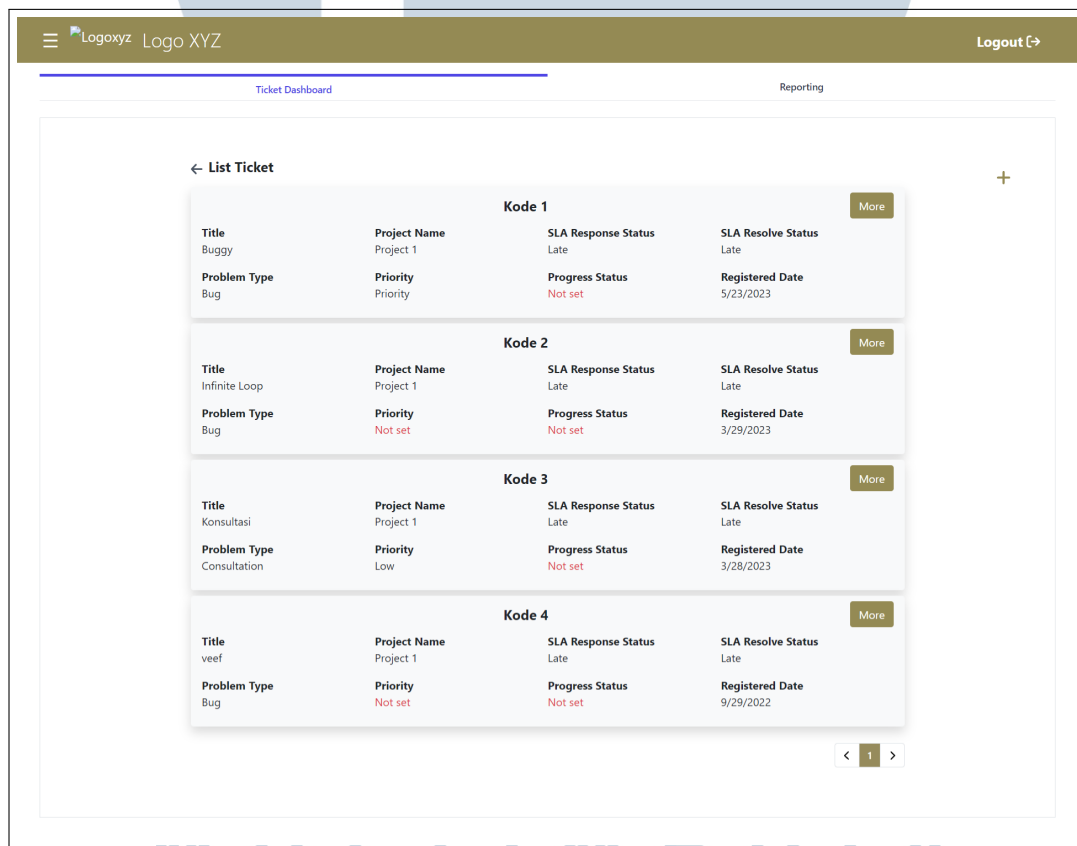 Logoxyz Logo XYZ Logout
Ticket Dashboard Reporting
List Ticket
Kode 1 More
Title Project Name SLA Response Status SLA Resolve Status
Buggy Project 1 Late Late
Problem Type Priority Progress Status Registered Date
Bug Priority Not set 5/23/2023
Kode 2 More
Title Project Name SLA Response Status SLA Resolve Status
Infinite Loop Project 1 Late Late
Problem Type Priority Progress Status Registered Date
Bug Not set Not set 3/29/2023
Kode 3 More
Title Project Name SLA Response Status SLA Resolve Status
Konsultasi Project 1 Late Late
Problem Type Priority Progress Status Registered Date
Consultation Low Not set 3/28/2023
Kode 4 More
Title Project Name SLA Response Status SLA Resolve Status
veef Project 1 Late Late
Problem Type Priority Progress Status Registered Date
Bug Not set Not set 9/29/2022
1